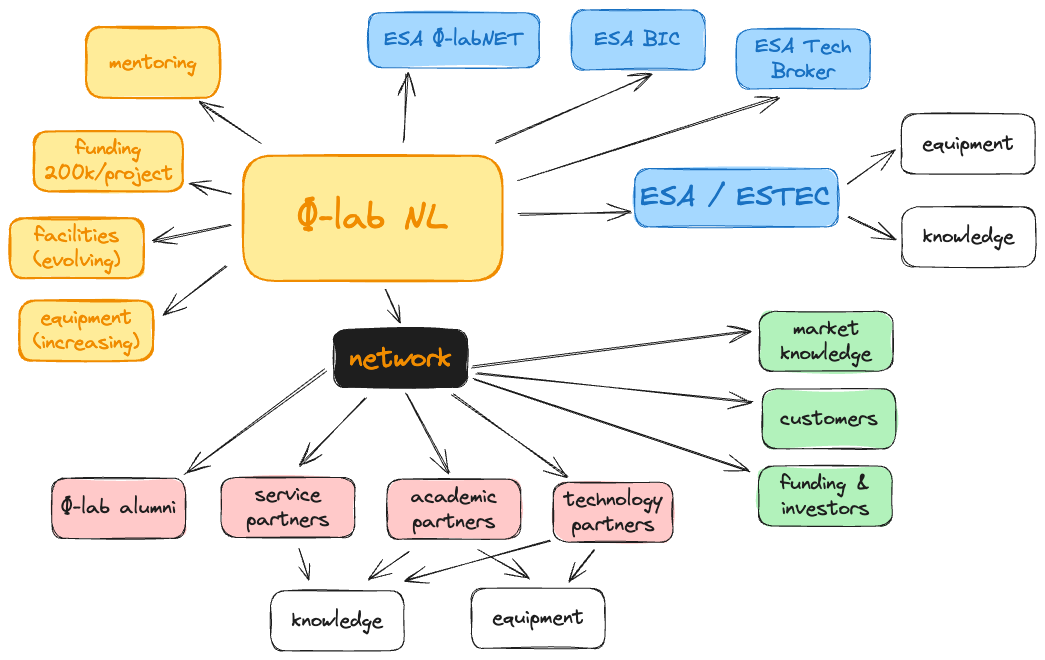 mentoring
ESA Φ-labNET
ESA BIC
ESA Tech
Broker
funding
200k/project
equipment
Φ-lab NL
ESA / ESTEC
facilities
(evolving)
knowledge
equipment
(increasing)
network
market
knowledge
customers
Φ-lab alumni
service
partners
academic
partners
technology
partners
funding &
investors
knowledge
equipment